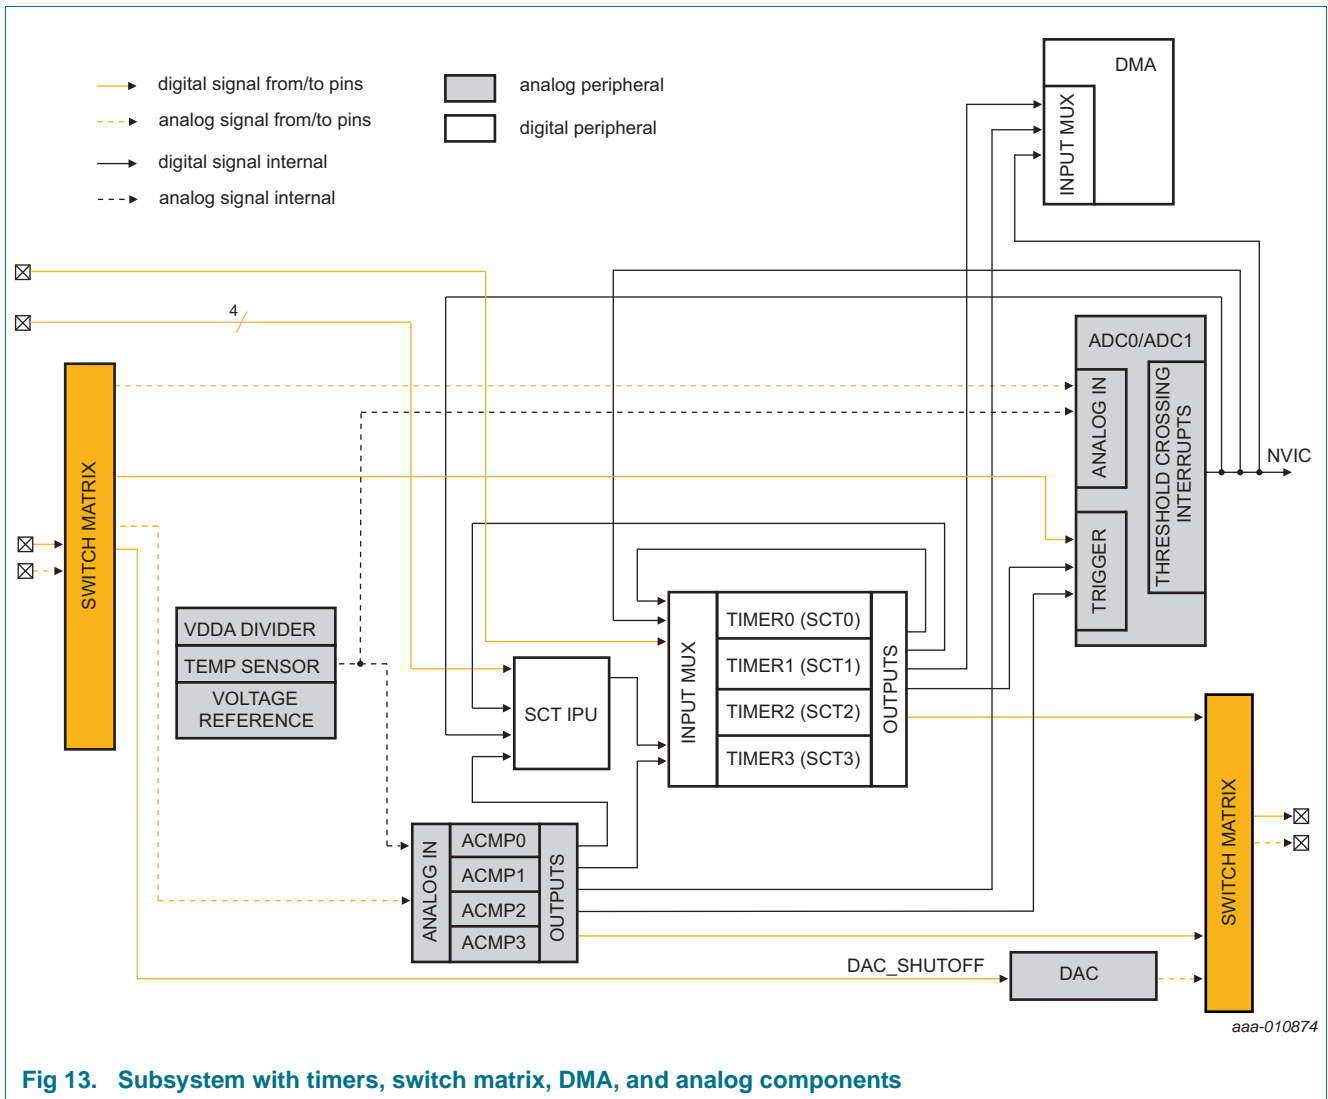 digital signal from/to pins
analog signal from/to pins
digital signal internal
analog signal internal
analog peripheral
digital peripheral
DMA
INPUT MUX
4
ADC0/ADC1
ANALOG IN
THRESHOLD CROSSING
INTERRUPTS
TRIGGER
NVIC
SWITCH MATRIX
VDDA DIVIDER
TEMP SENSOR
VOLTAGE
REFERENCE
SCT IPU
INPUT MUX
TIMER0 (SCT0)
TIMER1 (SCT1)
TIMER2 (SCT2)
TIMER3 (SCT3)
OUTPUTS
ANALOG IN
ACMP0
ACMP1
ACMP2
ACMP3
OUTPUTS
DAC_SHUTOFF
DAC
SWITCH MATRIX
aaa-010874
Fig 13. Subsystem with timers, switch matrix, DMA, and analog components